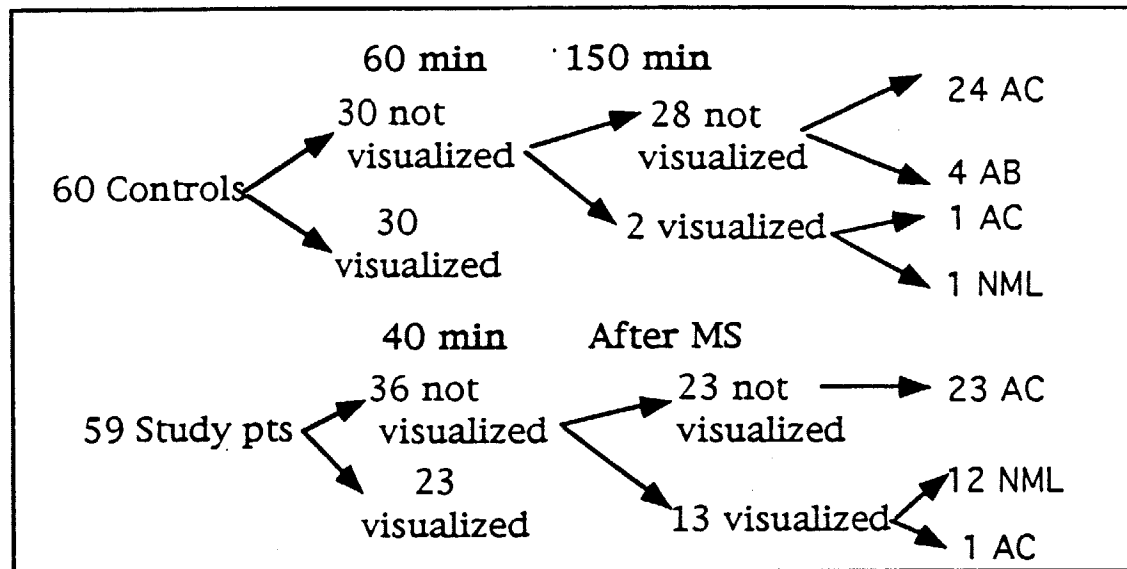 60 min 150 min
30 not
visualized
28 not
visualized
24 AC
4 AB
60 Controls
30
visualized
2 visualized
1 AC
1 NML
40 min After MS
36 not
visualized
23 not
visualized
23 AC
59 Study pts
23
visualized
13 visualized
12 NML
1 AC